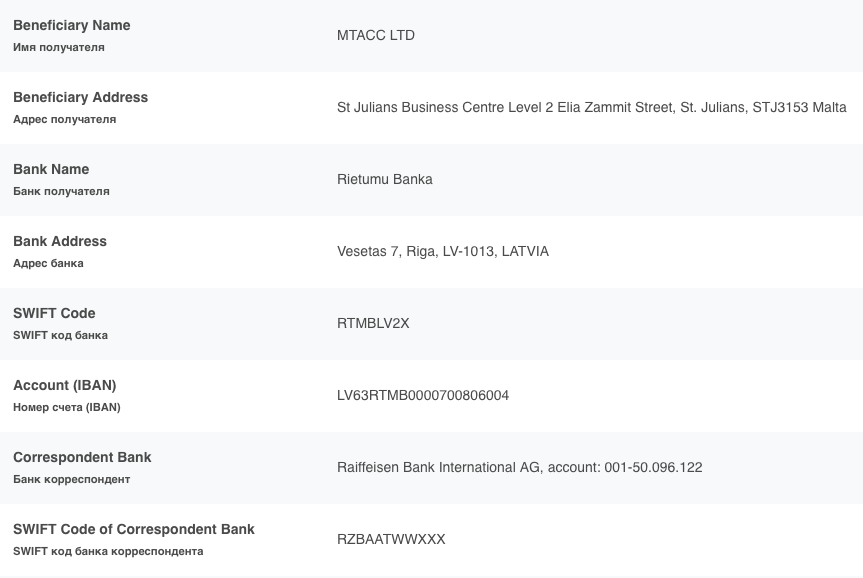 Beneficiary Name
Имя получателя
MTACC LTD
Beneficiary Address
Адрес получателя
St Julians Business Centre Level 2 Elia Zammit Street, St. Julians, STJ3153 Malta
Bank Name
Банк получателя
Rietumu Banka
Bank Address
Адрес банка
Vesetas 7, Riga, LV-1013, LATVIA
SWIFT Code
SWIFT код банка
RTMBLV2X
Account (IBAN)
Номер счета (IBAN)
LV63RTMB0000700806004
Correspondent Bank
Банк корреспондент
Raiffeisen Bank International AG, account: 001-50.096.122
SWIFT Code of Correspondent Bank
SWIFT код банка корреспондента
RZBAATWWXXX